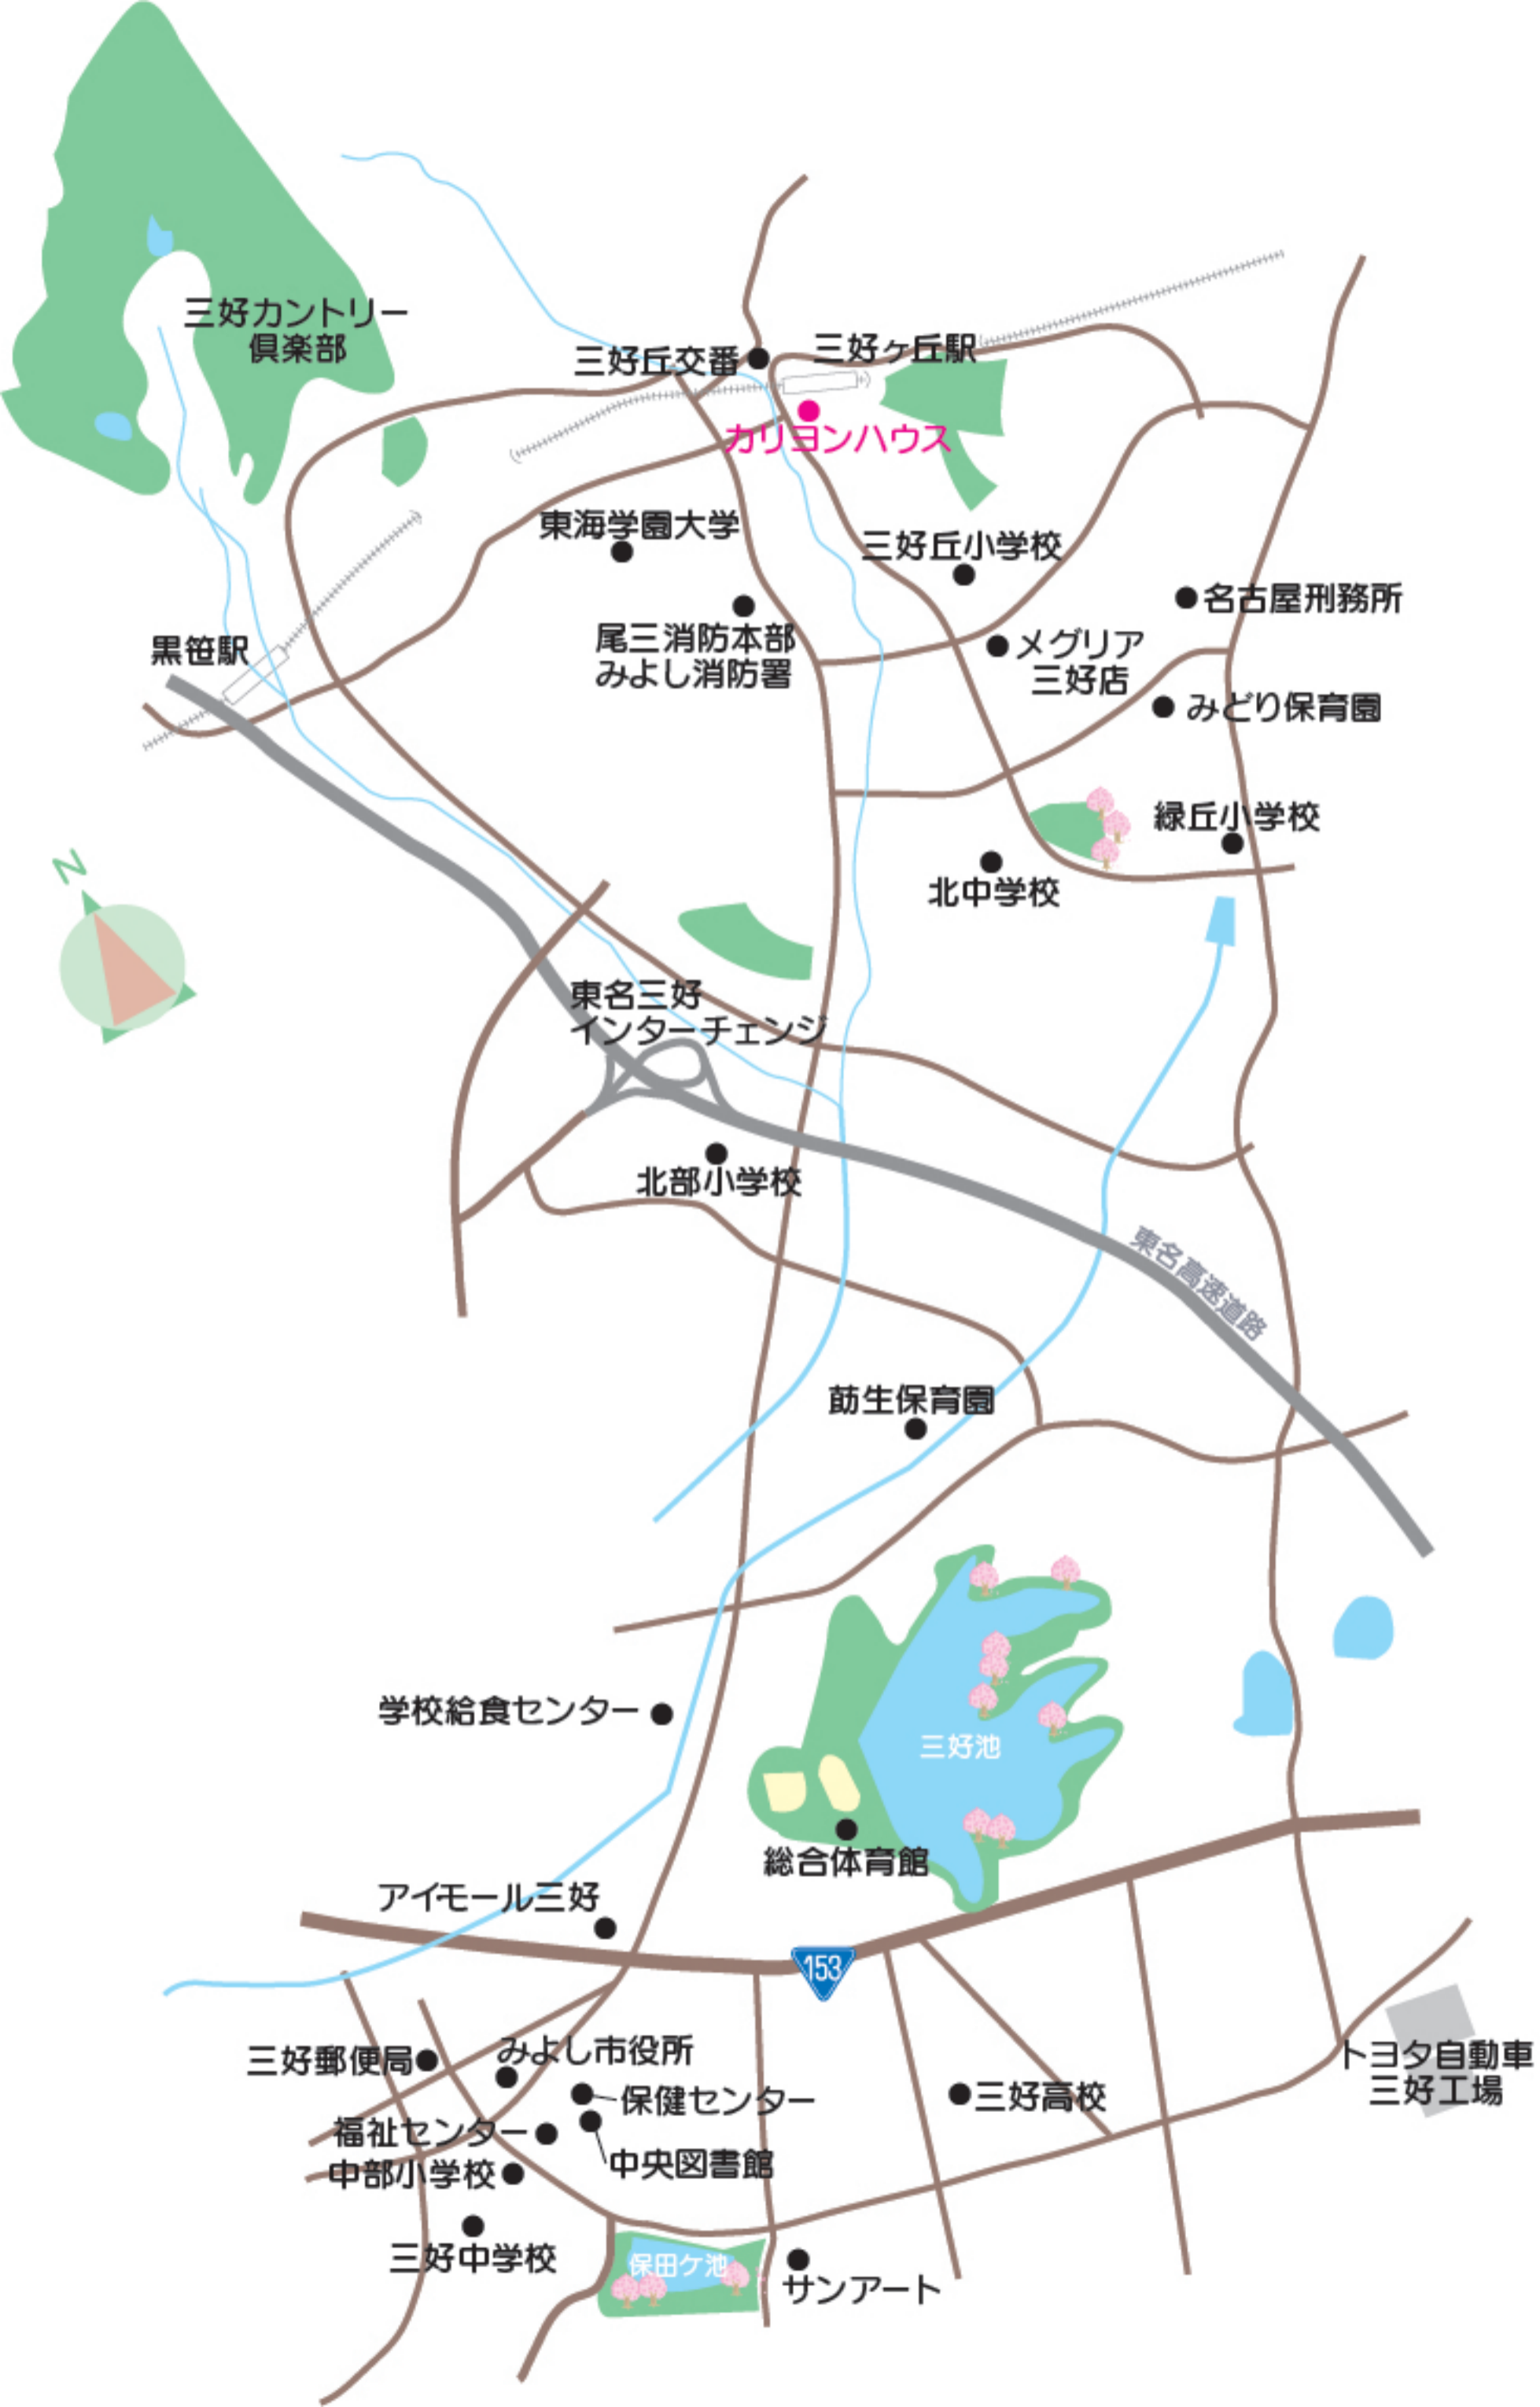 三好カントリー
倶楽部
三好丘交番
三好ヶ丘駅
カリヨンハウス
東海学園大学
三好丘小学校
名古屋刑務所
尾三消防本部
みよし消防署
黒笹駅
メグリア
三好店
みどり保育園
緑丘小学校
北中学校
N
東名三好
インターチェンジ
北部小学校
東名高速道路
莇生保育園
学校給食センター
三好池
総合体育館
アイモール三好
153
三好郵便局
みよし市役所
保健センター
三好高校
トヨタ自動車
三好工場
福祉センター
中央図書館
中部小学校
三好中学校
保田ケ池
サンアート